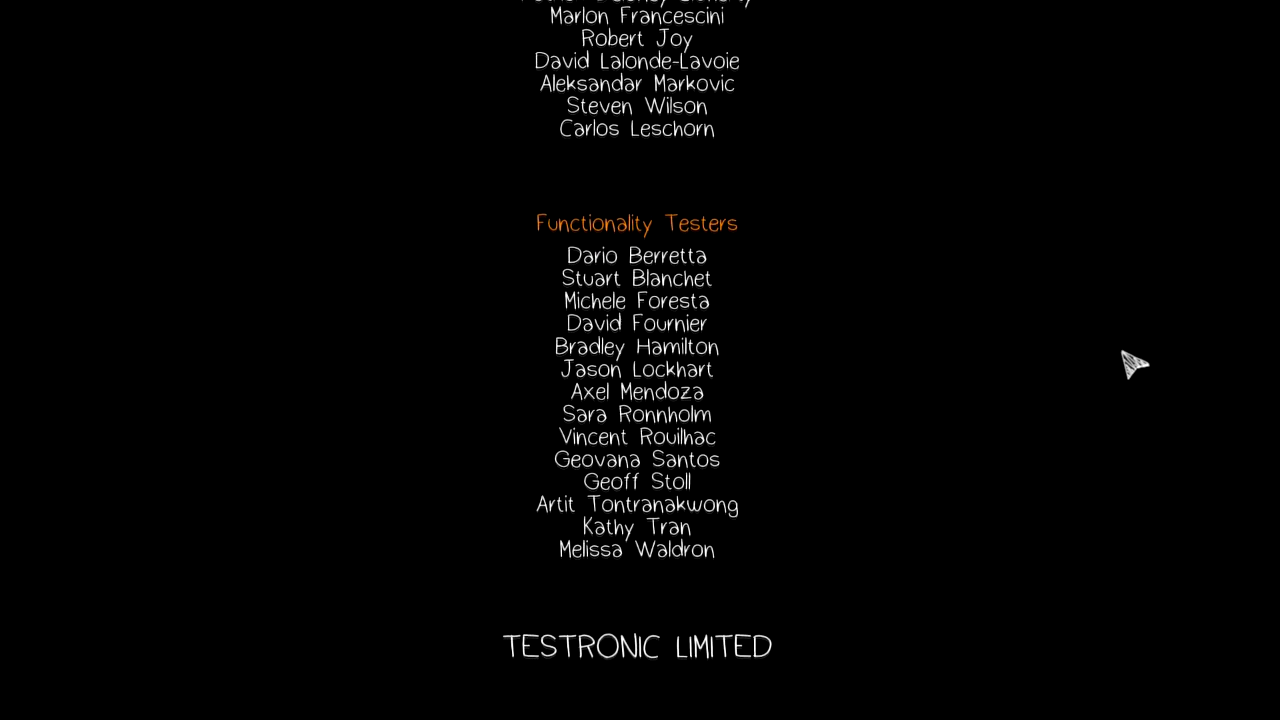 Marlon Francescini
Robert Joy
David Lalonde-Lavoie
Aleksandar Markovic
Steven Wilson
Carlos Leschorn
Functionality Testers
Dario Berretta
Stuart Blanchet
Michele Foresta
David Fournier
Bradley Hamilton
Jason Lockhart
Axel Mendoza
Sara Ronnholm
Vincent Rouilhac
Geovana Santos
Geoff Stoll
Artit Tontranakwong
Kathy Tran
Melissa Waldron
TESTRONIC LIMITED